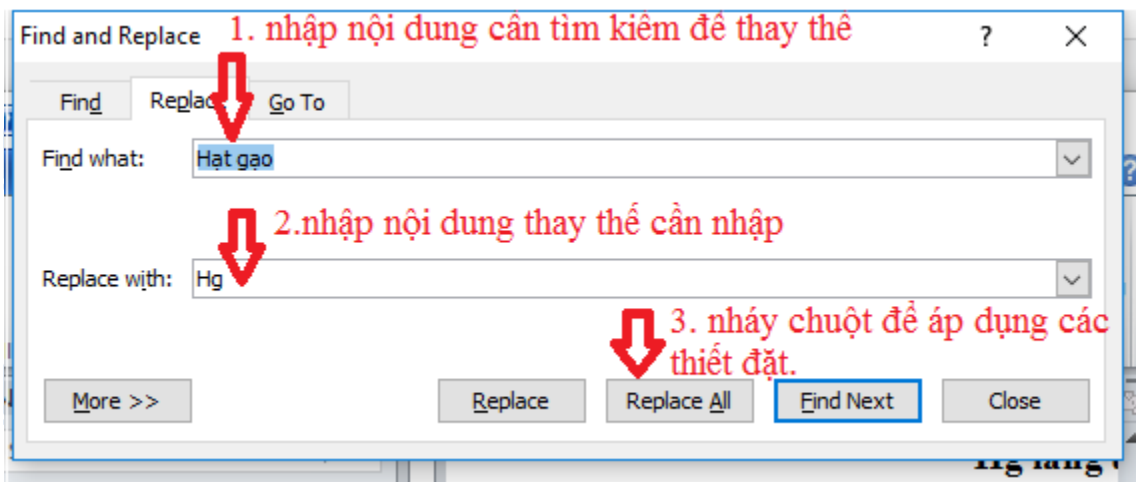 Find and Replace 1. nhập nội dung cần tìm kiếm để thay thế ? X
Find Replac Go To
Find what: Hạt gạo
2.nhập nội dung thay thế cần nhập
Replace with: Hg
3. nháy chuột để áp dụng các
thiết đặt.
More >> Replace Replace All Find Next Close
Hg làng